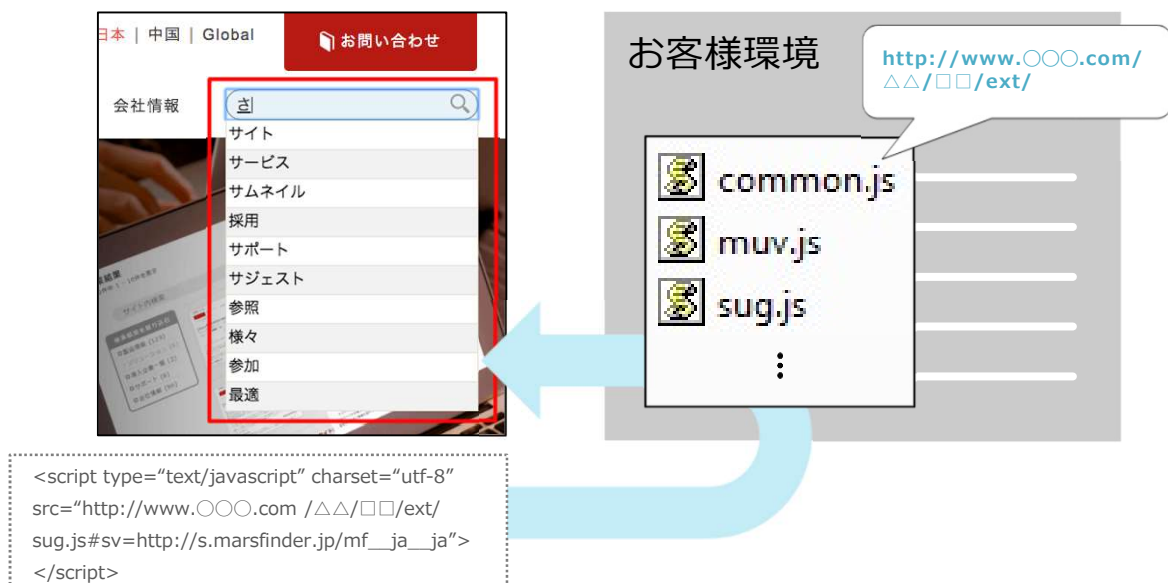 日本 | 中国 | Global
お問い合わせ
会社情報
さ
サイト
サービス
サムネイル
採用
サポート
サジェスト
参照
様々
参加
最適
お客様環境
http://www.○○○.com/
△△/□□/ext/
common.js
muv.js
sug.js
⋮
<script type=“text/javascript” charset=“utf-8”
src=“http://www.○○○.com /△△/□□/ext/
sug.js#sv=http://s.marsfinder.jp/mf__ja__ja”>
</script>